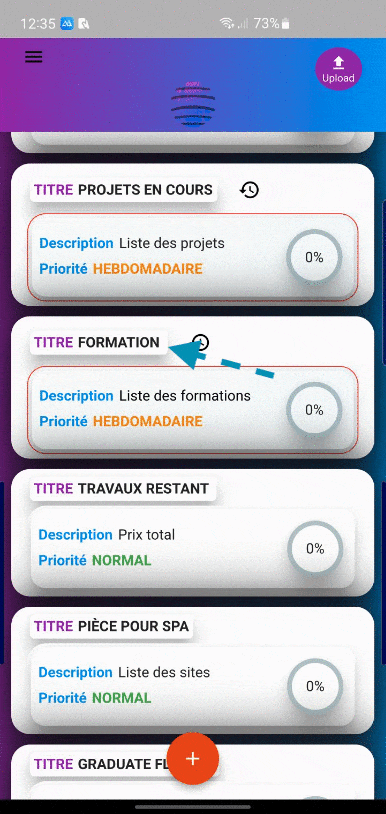 12:35
73%
Upload
TITRE PROJETS EN COURS
Description Liste des projets
Priorité HEBDOMADAIRE
0%
TITRE FORMATION
Description Liste des formations
Priorité HEBDOMADAIRE
0%
TITRE TRAVAUX RESTANT
Description Prix total
Priorité NORMAL
0%
TITRE PIÈCE POUR SPA
Description Liste des sites
Priorité NORMAL
0%
TITRE GRADUATE
+